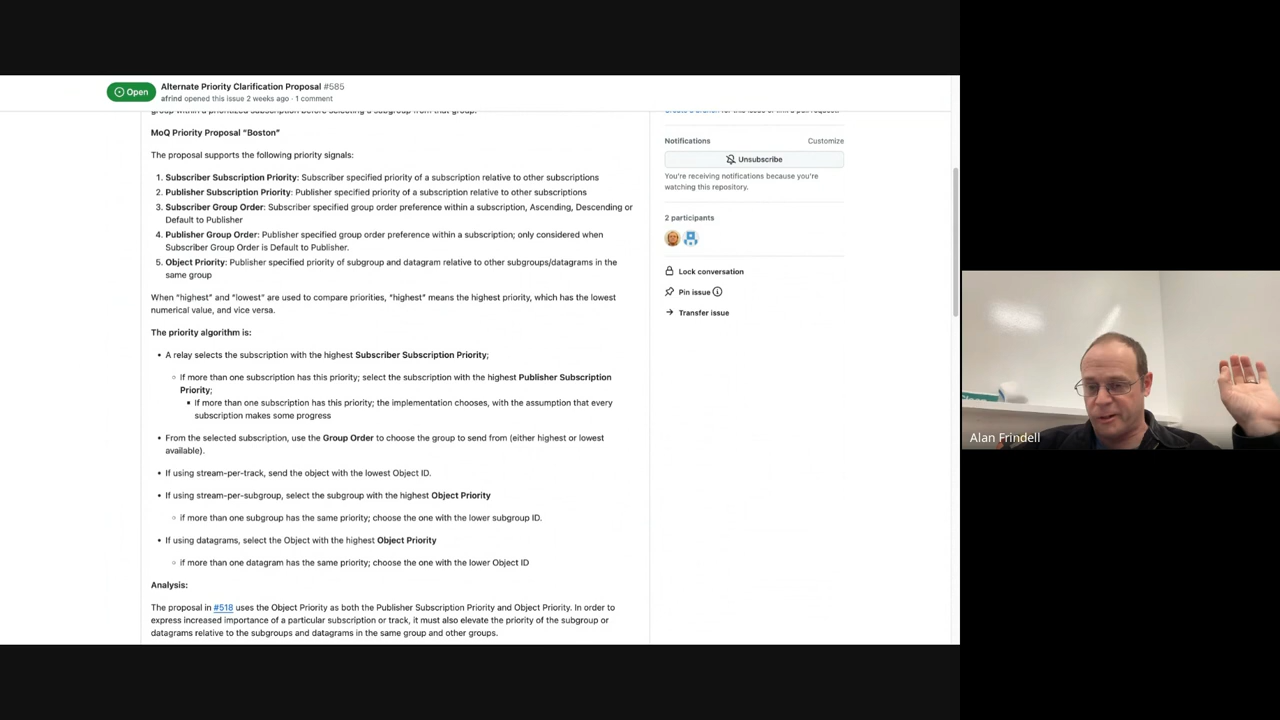 Open
Alternate Priority Clarification Proposal #585
afrind opened this issue 2 weeks ago · 1 comment
group within a prioritized subscription before selecting a subgroup from that group.
MoQ Priority Proposal "Boston"
The proposal supports the following priority signals:
1. Subscriber Subscription Priority: Subscriber specified priority of a subscription relative to other subscriptions
2. Publisher Subscription Priority: Publisher specified priority of a subscription relative to other subscriptions
3. Subscriber Group Order: Subscriber specified group order preference within a subscription, Ascending, Descending or
Default to Publisher
4. Publisher Group Order: Publisher specified group order preference within a subscription; only considered when
Subscriber Group Order is Default to Publisher.
5. Object Priority: Publisher specified priority of subgroup and datagram relative to other subgroups/datagrams in the
same group
When "highest" and "lowest" are used to compare priorities, "highest" means the highest priority, which has the lowest
numerical value, and vice versa.
The priority algorithm is:
• A relay selects the subscription with the highest Subscriber Subscription Priority;
◦ If more than one subscription has this priority; select the subscription with the highest Publisher Subscription
Priority;
▪ If more than one subscription has this priority; the implementation chooses, with the assumption that every
subscription makes some progress
• From the selected subscription, use the Group Order to choose the group to send from (either highest or lowest
available).
• If using stream-per-track, send the object with the lowest Object ID.
• If using stream-per-subgroup, select the subgroup with the highest Object Priority
◦ if more than one subgroup has the same priority; choose the one with the lower subgroup ID.
• If using datagrams, select the Object with the highest Object Priority
◦ if more than one datagram has the same priority; choose the one with the lower Object ID
Analysis:
The proposal in #518 uses the Object Priority as both the Publisher Subscription Priority and Object Priority. In order to
express increased importance of a particular subscription or track, it must also elevate the priority of the subgroup or
datagrams relative to the subgroups and datagrams in the same group and other groups.
Notifications
Customize
Unsubscribe
You're receiving notifications because you're
watching this repository.
2 participants
Lock conversation
Pin issue
Transfer issue
Alan Frindell